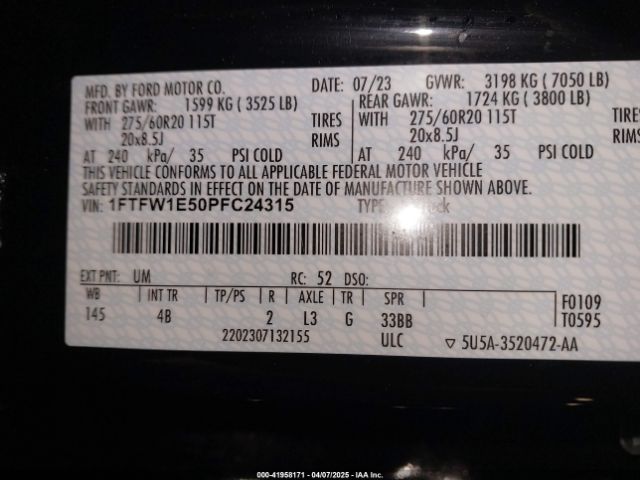 MFD. BY FORD MOTOR CO. DATE: 07/23 GVWR: 3198 KG ( 7050 LB)
FRONT GAWR: 1599 KG ( 3525 LB) REAR GAWR: 1724 KG ( 3800 LB)
WITH 275/60R20 115T TIRES WITH 275/60R20 115T TIRES
20x8.5J RIMS 20x8.5J RIMS
AT 240 kPa/ 35 PSI COLD AT 240 kPa/ 35 PSI COLD
THIS VEHICLE CONFORMS TO ALL APPLICABLE FEDERAL MOTOR VEHICLE
SAFETY STANDARDS IN EFFECT ON THE DATE OF MANUFACTURE SHOWN ABOVE.
VIN: 1FTFW1E50PFC24315 TYPE:
EXT PNT: UM RC: 52 DSO:
WB INT TR TP/PS R AXLE TR SPR F0109
145 4B 2 L3 G 33BB T0595
2202307132155 ULC ▽ 5U5A-3520472-AA
000-41958171 - 04/07/2025 - IAA Inc.